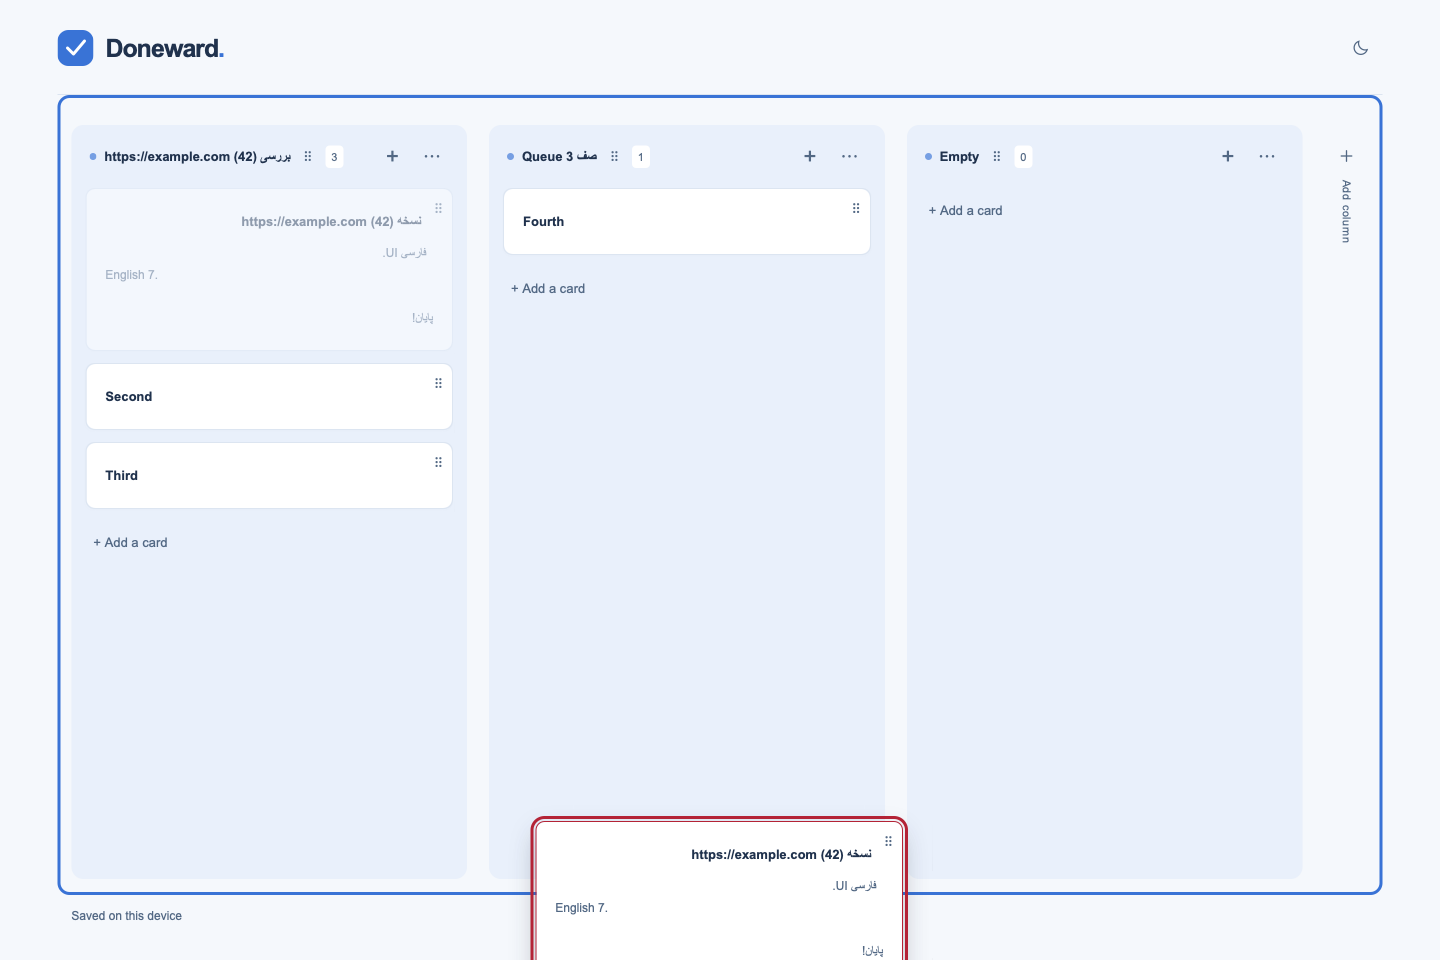 Doneward.
بررسی (42) https://example.com
3
نسخه (42) https://example.com
فارسی UI.
English 7.
پایان!
Second
Third
+ Add a card
Queue 3 صف
1
Fourth
+ Add a card
Empty
0
+ Add a card
Add column
نسخه (42) https://example.com
فارسی UI.
English 7.
پایان!
Saved on this device